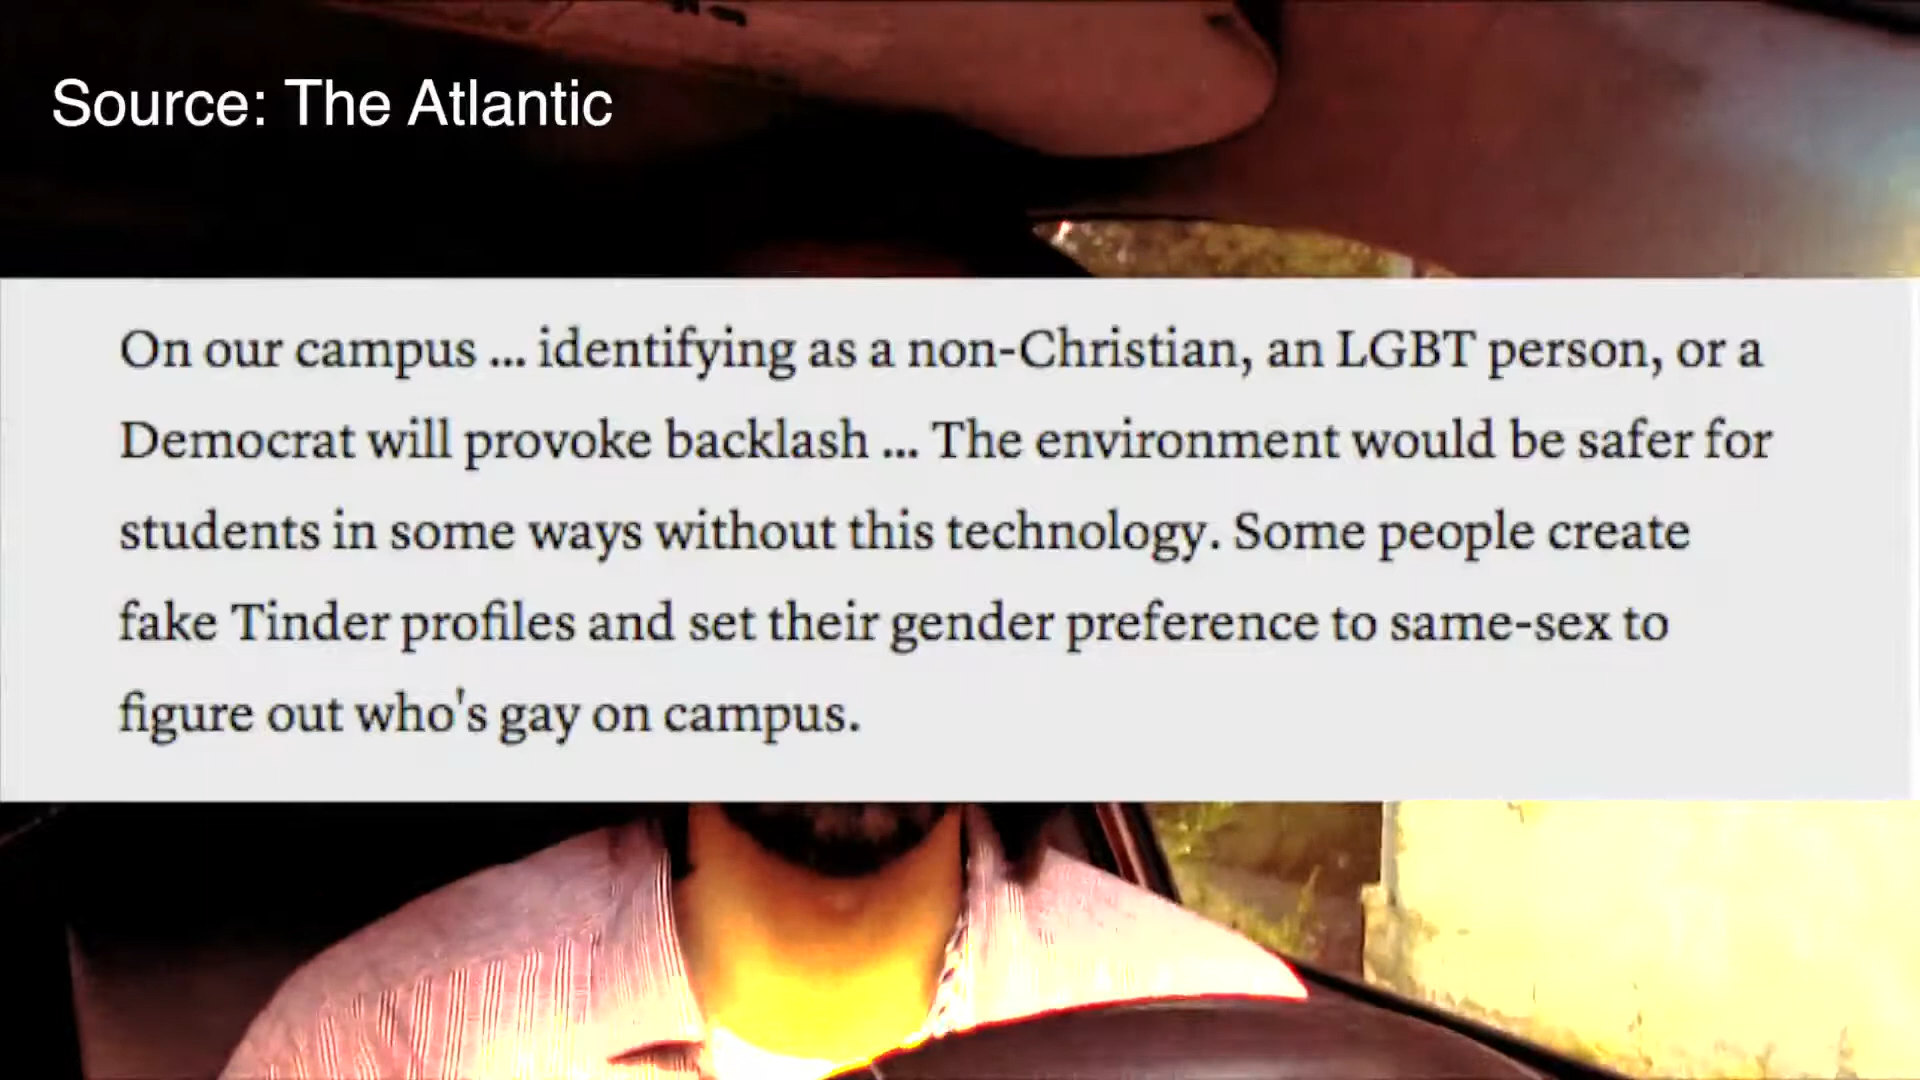 Source: The Atlantic
On our campus ... identifying as a non-Christian, an LGBT person, or a
Democrat will provoke backlash ... The environment would be safer for
students in some ways without this technology. Some people create
fake Tinder profiles and set their gender preference to same-sex to
figure out who's gay on campus.